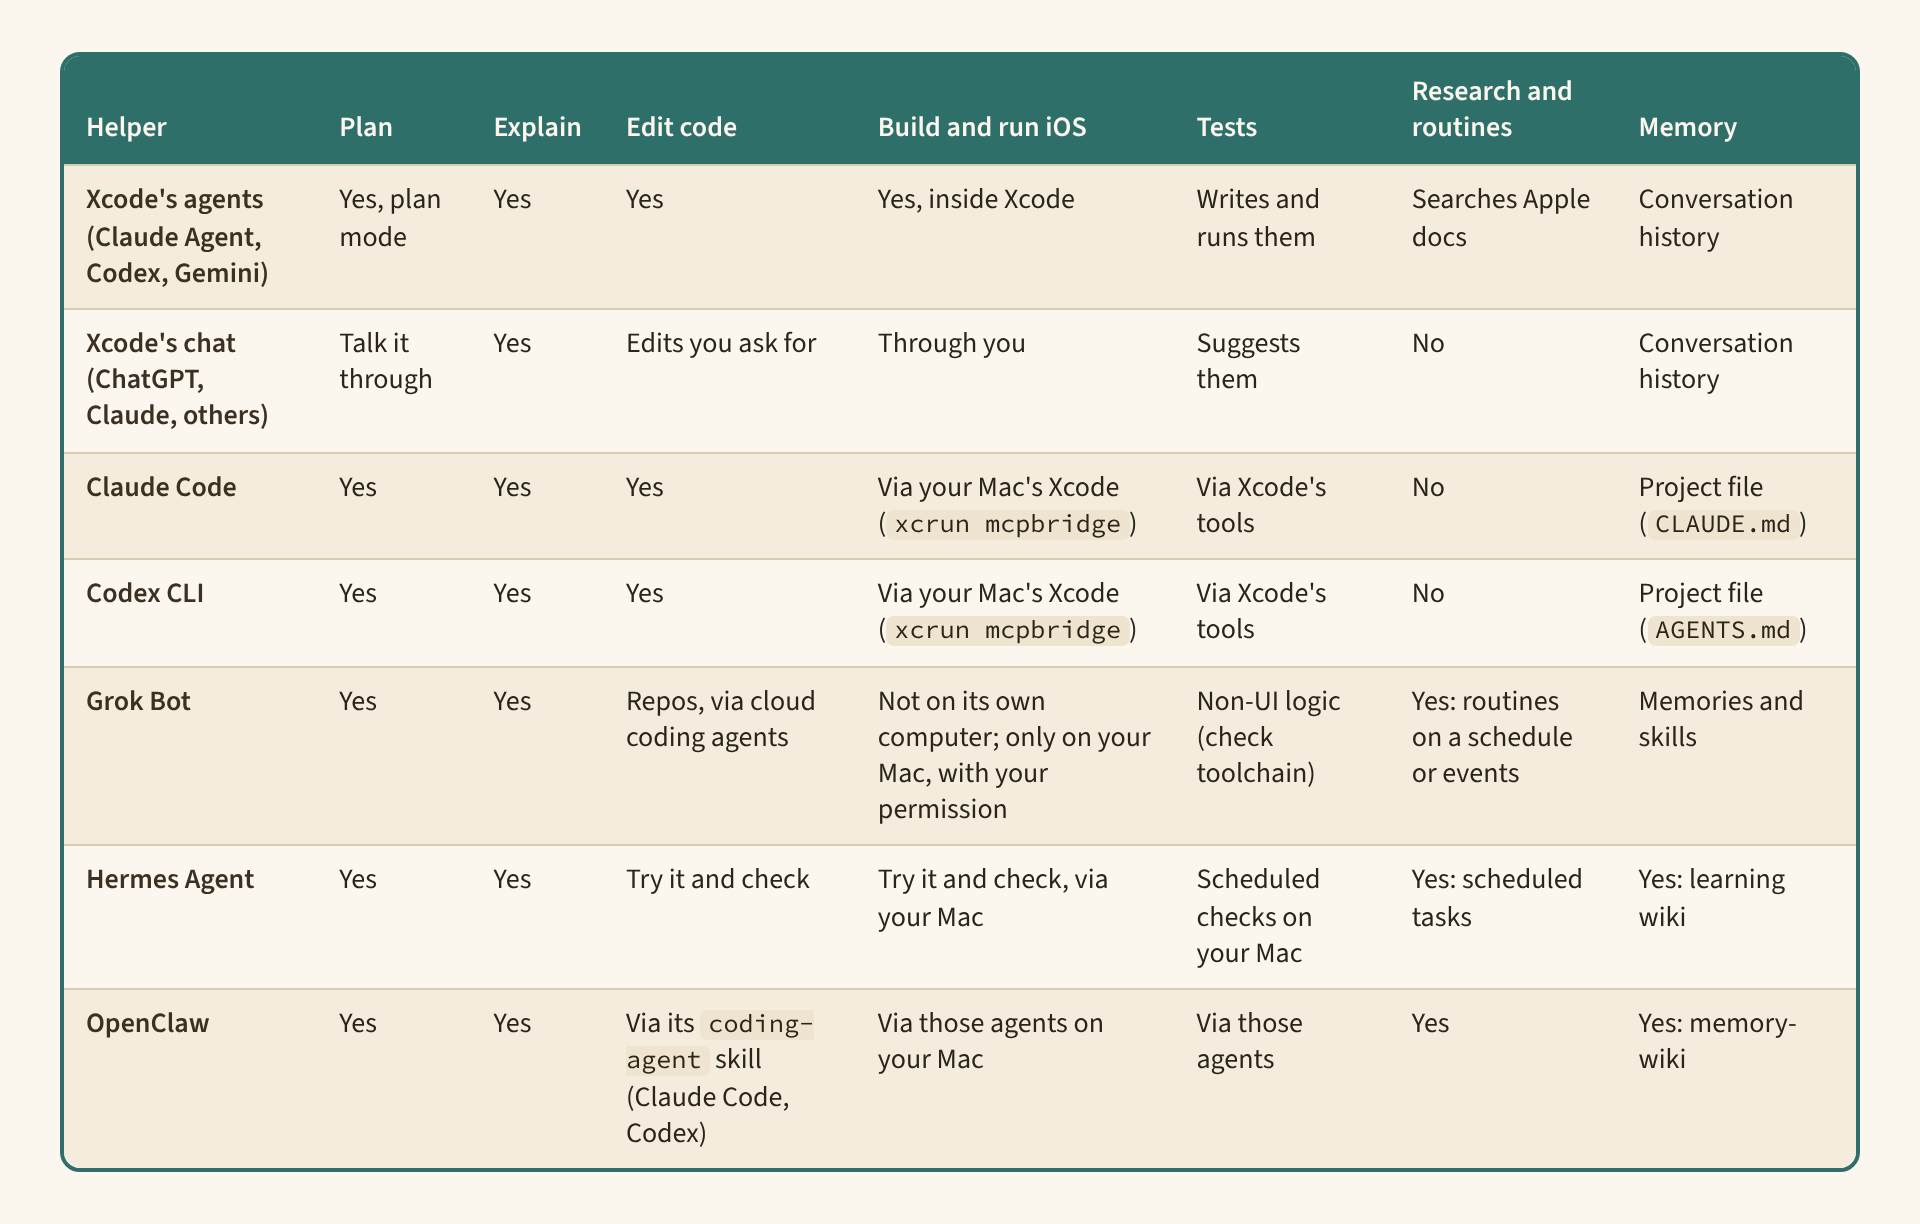 Helper Plan Explain Edit code Build and run iOS Tests Research and routines Memory
Xcode's agents (Claude Agent, Codex, Gemini) Yes, plan mode Yes Yes Yes, inside Xcode Writes and runs them Searches Apple docs Conversation history
Xcode's chat (ChatGPT, Claude, others) Talk it through Yes Edits you ask for Through you Suggests them No Conversation history
Claude Code Yes Yes Yes Via your Mac's Xcode (xcrun mcpbridge) Via Xcode's tools No Project file (CLAUDE.md)
Codex CLI Yes Yes Yes Via your Mac's Xcode (xcrun mcpbridge) Via Xcode's tools No Project file (AGENTS.md)
Grok Bot Yes Yes Repos, via cloud coding agents Not on its own computer; only on your Mac, with your permission Non-UI logic (check toolchain) Yes: routines on a schedule or events Memories and skills
Hermes Agent Yes Yes Try it and check Try it and check, via your Mac Scheduled checks on your Mac Yes: scheduled tasks Yes: learning wiki
OpenClaw Yes Yes Via its coding-agent skill (Claude Code, Codex) Via those agents on your Mac Via those agents Yes Yes: memory-wiki